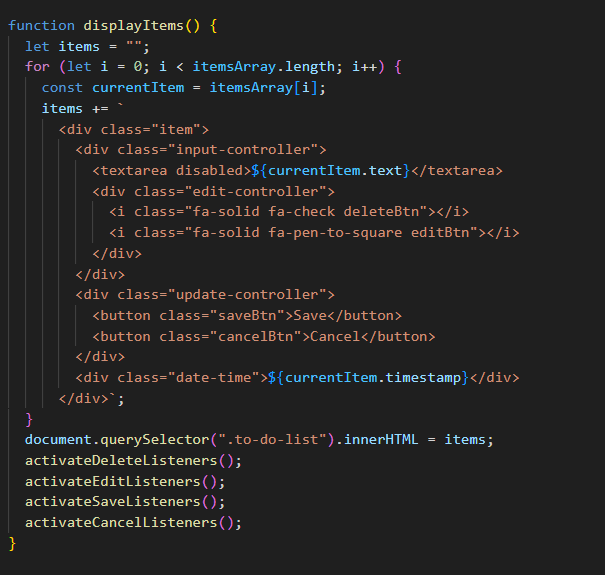 function displayItems() {
  let items = "";
  for (let i = 0; i < itemsArray.length; i++) {
    const currentItem = itemsArray[i];
    items += `
      <div class="item">
        <div class="input-controller">
          <textarea disabled>${currentItem.text}</textarea>
          <div class="edit-controller">
            <i class="fa-solid fa-check deleteBtn"></i>
            <i class="fa-solid fa-pen-to-square editBtn"></i>
          </div>
        </div>
        <div class="update-controller">
          <button class="saveBtn">Save</button>
          <button class="cancelBtn">Cancel</button>
        </div>
        <div class="date-time">${currentItem.timestamp}</div>
      </div>`;
  }
  document.querySelector(".to-do-list").innerHTML = items;
  activateDeleteListeners();
  activateEditListeners();
  activateSaveListeners();
  activateCancelListeners();
}